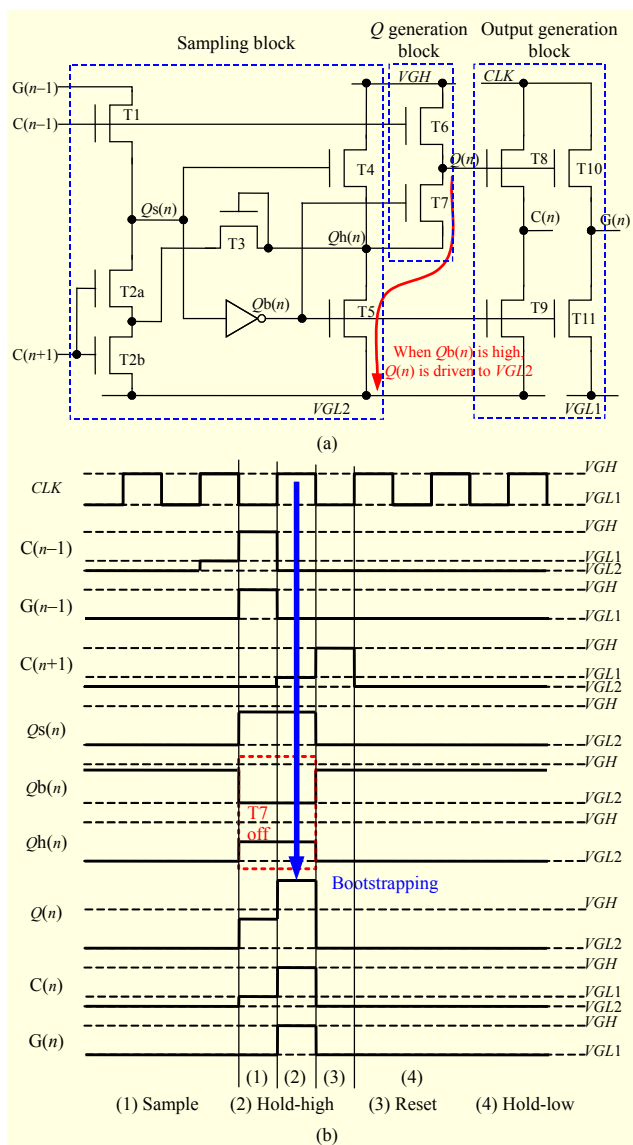 Sampling block
Q generation block
Output generation block
G(n–1)
C(n–1)
VGH
CLK
T1
T6
T4
Q(n)
T8
T10
T7
Qs(n)
Qh(n)
C(n)
G(n)
T3
T2a
Qb(n)
T5
T9
T11
C(n+1)
T2b
When Qb(n) is high,
Q(n) is driven to VGL2
VGL2
VGL1
(a)
CLK
VGH
VGL1
C(n–1)
VGH
VGL1
VGL2
G(n–1)
VGH
VGL1
C(n+1)
VGH
VGL1
VGL2
Qs(n)
VGH
VGL2
Qb(n)
VGH
VGL2
T7
off
Qh(n)
VGH
VGL2
Bootstrapping
Q(n)
VGH
VGL2
C(n)
VGH
VGL1
VGL2
G(n)
VGH
VGL1
(1) (2) (3) (4)
(1) Sample (2) Hold-high (3) Reset (4) Hold-low
(b)